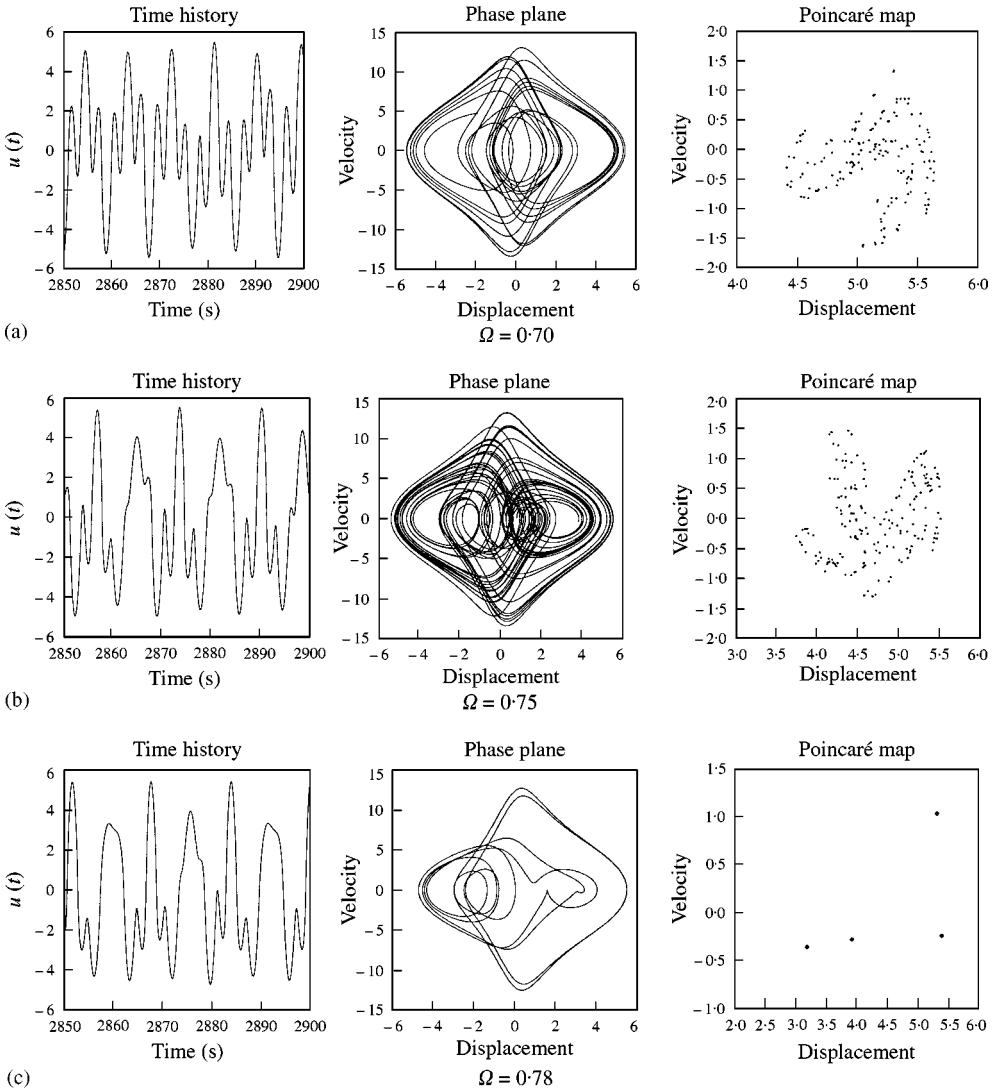 Time history
Phase plane
Poincaré map
6
4
2
0
−2
−4
−6
u (t)
2850 2860 2870 2880 2890 2900
Time (s)
15
10
5
0
−5
−10
−15
Velocity
−6 −4 −2 0 2 4 6
Displacement
2·0
1·5
1·0
0·5
0·0
−0·5
−1·0
−1·5
−2·0
Velocity
4·0 4·5 5·0 5·5 6·0
Displacement
(a)
Ω = 0·70
Time history
Phase plane
Poincaré map
6
4
2
0
−2
−4
−6
u (t)
2850 2860 2870 2880 2890 2900
Time (s)
15
10
5
0
−5
−10
−15
Velocity
−6 −4 −2 0 2 4 6
Displacement
2·0
1·5
1·0
0·5
0·0
−0·5
−1·0
−1·5
−2·0
Velocity
3·0 3·5 4·0 4·5 5·0 5·5 6·0
Displacement
(b)
Ω = 0·75
Time history
Phase plane
Poincaré map
6
4
2
0
−2
−4
−6
u (t)
2850 2860 2870 2880 2890 2900
Time (s)
15
10
5
0
−5
−10
−15
Velocity
−6 −4 −2 0 2 4 6
Displacement
1·5
1·0
0·5
0·0
−0·5
−1·0
Velocity
2·0 2·5 3·0 3·5 4·0 4·5 5·0 5·5 6·0
Displacement
(c)
Ω = 0·78